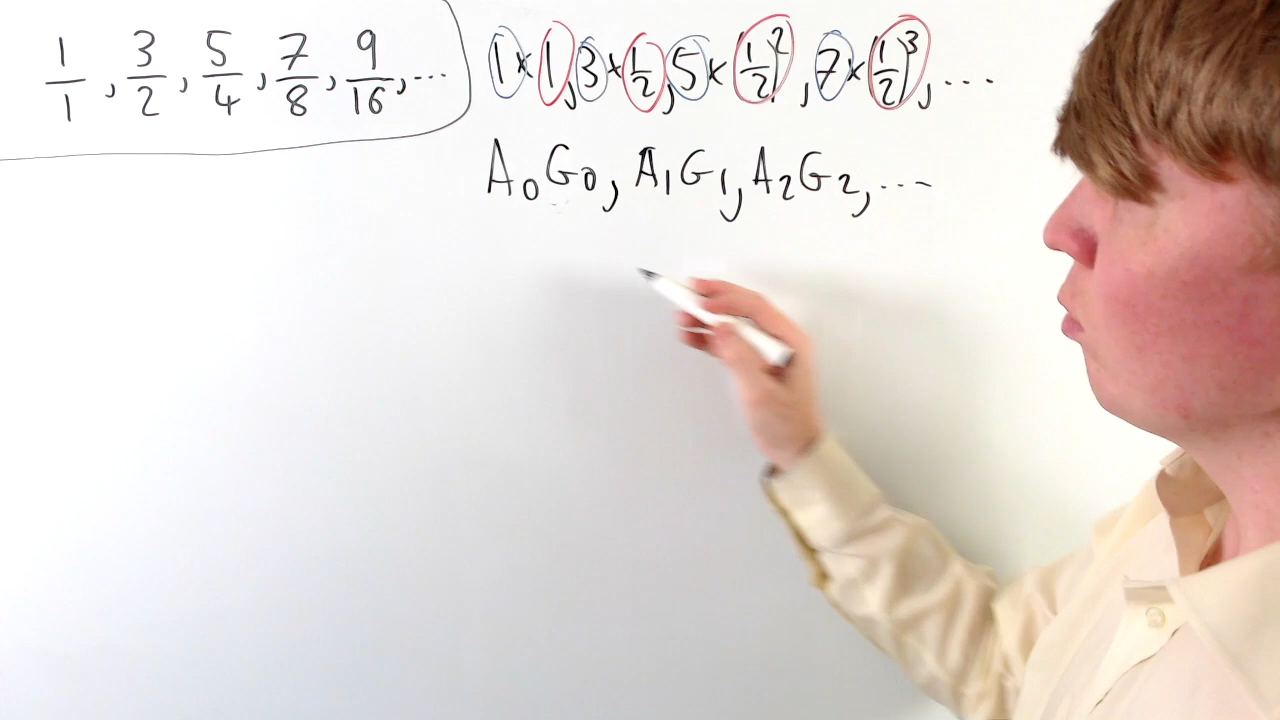 1/1, 3/2, 5/4, 7/8, 9/16, ...
1×1, 3×1/2, 5×(1/2)², 7×(1/2)³, ...
A₀G₀, A₁G₁, A₂G₂, ...